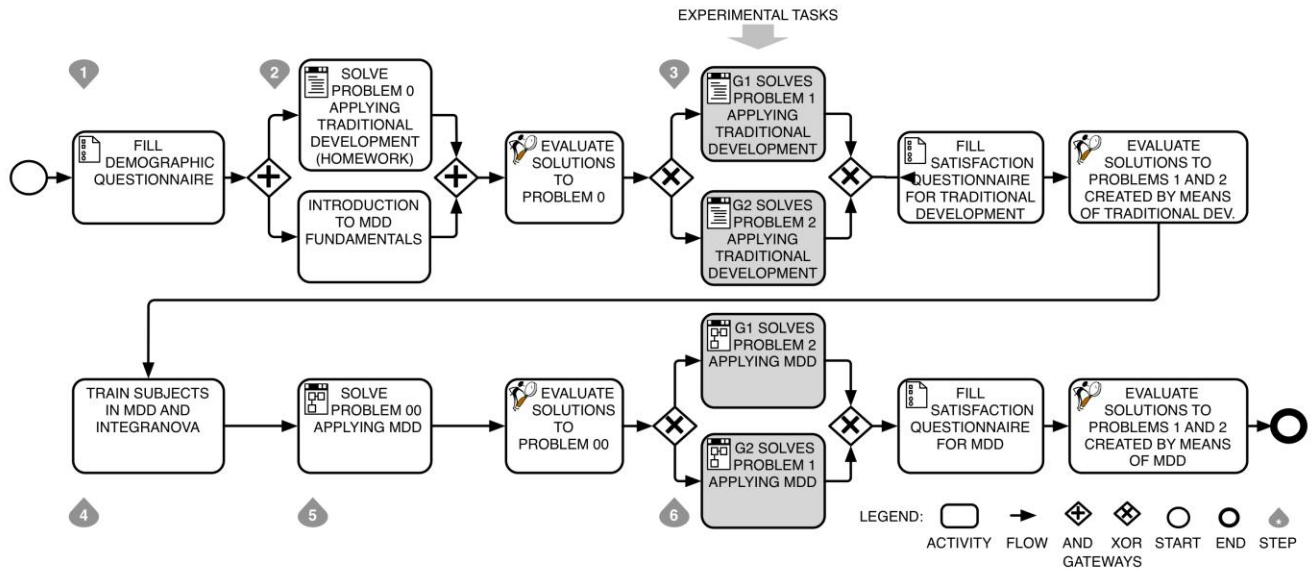 EXPERIMENTAL TASKS
1
FILL
DEMOGRAPHIC
QUESTIONNAIRE
2
SOLVE
PROBLEM 0
APPLYING
TRADITIONAL
DEVELOPMENT
(HOMEWORK)
INTRODUCTION
TO MDD
FUNDAMENTALS
EVALUATE
SOLUTIONS
TO
PROBLEM 0
3
G1 SOLVES
PROBLEM 1
APPLYING
TRADITIONAL
DEVELOPMENT
G2 SOLVES
PROBLEM 2
APPLYING
TRADITIONAL
DEVELOPMENT
FILL
SATISFACTION
QUESTIONNAIRE
FOR TRADITIONAL
DEVELOPMENT
EVALUATE
SOLUTIONS TO
PROBLEMS 1 AND 2
CREATED BY MEANS
OF TRADITIONAL DEV.
TRAIN SUBJECTS
IN MDD AND
INTEGRANOVA
4
SOLVE
PROBLEM 00
APPLYING MDD
5
EVALUATE
SOLUTIONS
TO
PROBLEM 00
G1 SOLVES
PROBLEM 2
APPLYING MDD
G2 SOLVES
PROBLEM 1
APPLYING MDD
6
FILL
SATISFACTION
QUESTIONNAIRE
FOR MDD
EVALUATE
SOLUTIONS TO
PROBLEMS 1 AND 2
CREATED BY MEANS
OF MDD
LEGEND:
ACTIVITY FLOW AND XOR START END STEP
GATEWAYS